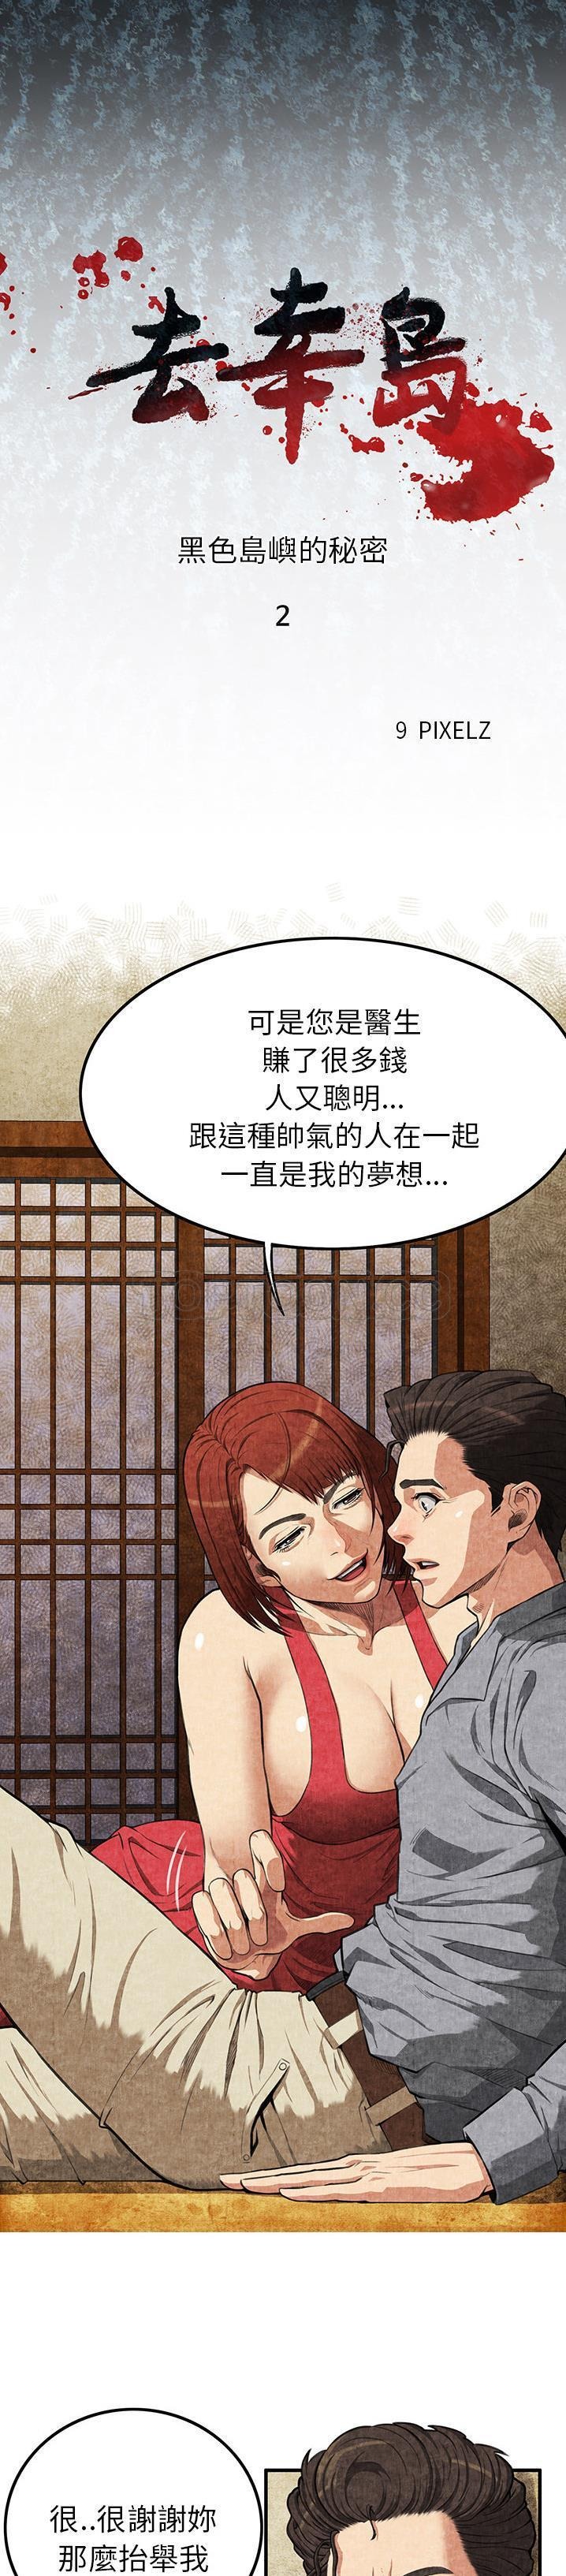 去幸島
黑色島嶼的秘密
2
9 PIXELZ
可是您是醫生
賺了很多錢
人又聰明...
跟這種帥氣的人在一起
一直是我的夢想...
很..很謝謝妳
那麼抬舉我